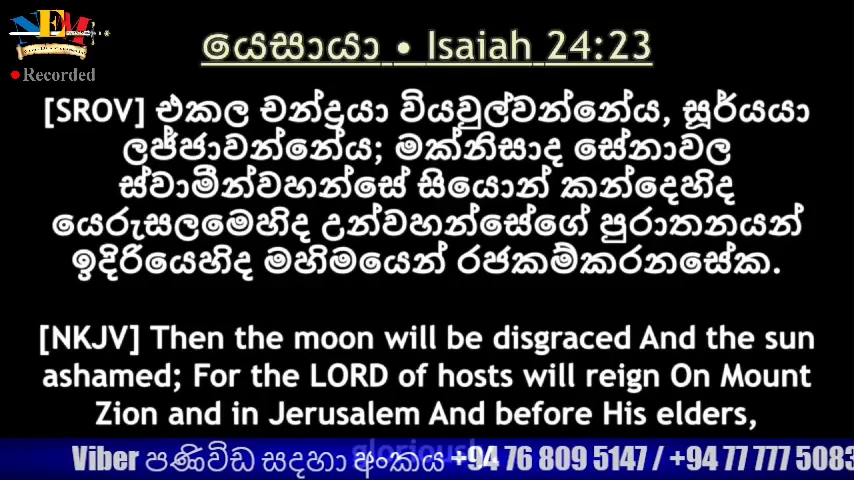 NEM
Recorded
යෙසායා • Isaiah 24:23
[SROV] එකල චන්ද්‍රයා වියවුල්වන්නේය, සූර්යයා
ලජ්ජාවන්නේය; මක්නිසාද සේනාවල
ස්වාමීන්වහන්සේ සියොන් කන්දෙහිද
යෙරුසලමෙහිද උන්වහන්සේගේ පුරාතනයන්
ඉදිරියෙහිද මහිමයෙන් රජකම්කරනසේක.
[NKJV] Then the moon will be disgraced And the sun
ashamed; For the LORD of hosts will reign On Mount
Zion and in Jerusalem And before His elders,
Viber පණිවිඩ සදහා අංකය +94 76 809 5147 / +94 77 777 5083